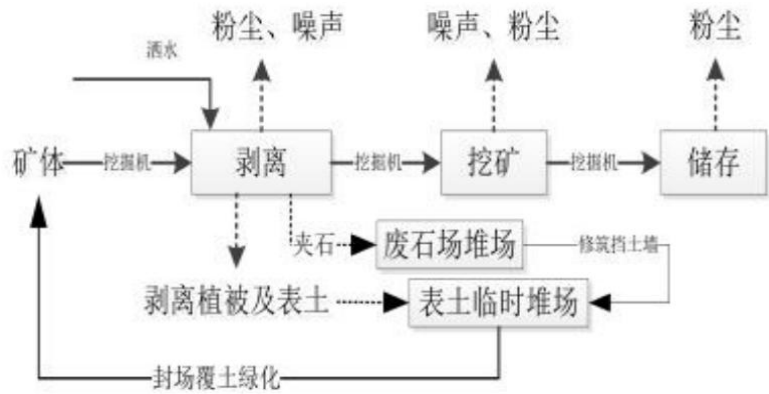 粉尘、噪声
噪声、粉尘
粉尘
洒水
矿体
挖掘机
剥离
挖掘机
挖矿
挖掘机
储存
夹石
废石场堆场
修筑挡土墙
剥离植被及表土
表土临时堆场
封场覆土绿化